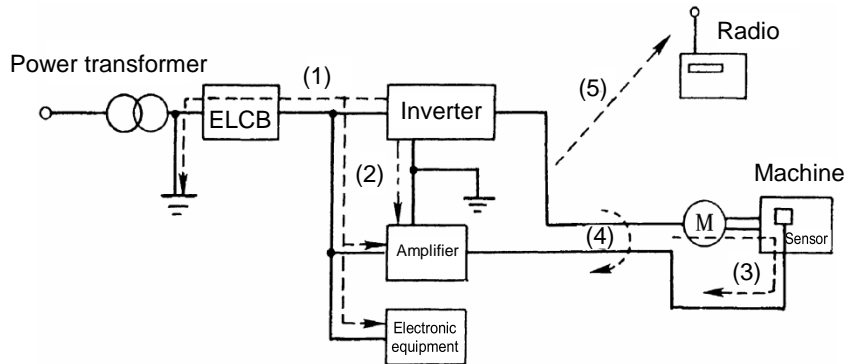 Radio
Power transformer
(1)
(5)
ELCB
Inverter
(2)
Machine
Amplifier
(4)
M
Sensor
(3)
Electronic
equipment